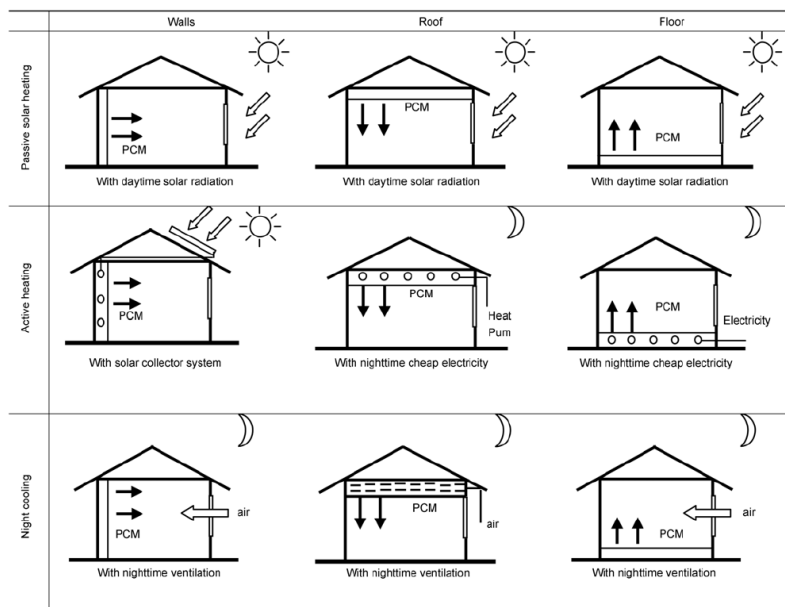 Walls Roof Floor
Passive solar heating
PCM
PCM
PCM
With daytime solar radiation
With daytime solar radiation
With daytime solar radiation
Active heating
PCM
PCM
Heat
Pum
PCM
Electricity
With solar collector system
With nighttime cheap electricity
With nighttime cheap electricity
Night cooling
PCM
air
PCM
air
PCM
air
With nighttime ventilation
With nighttime ventilation
With nighttime ventilation